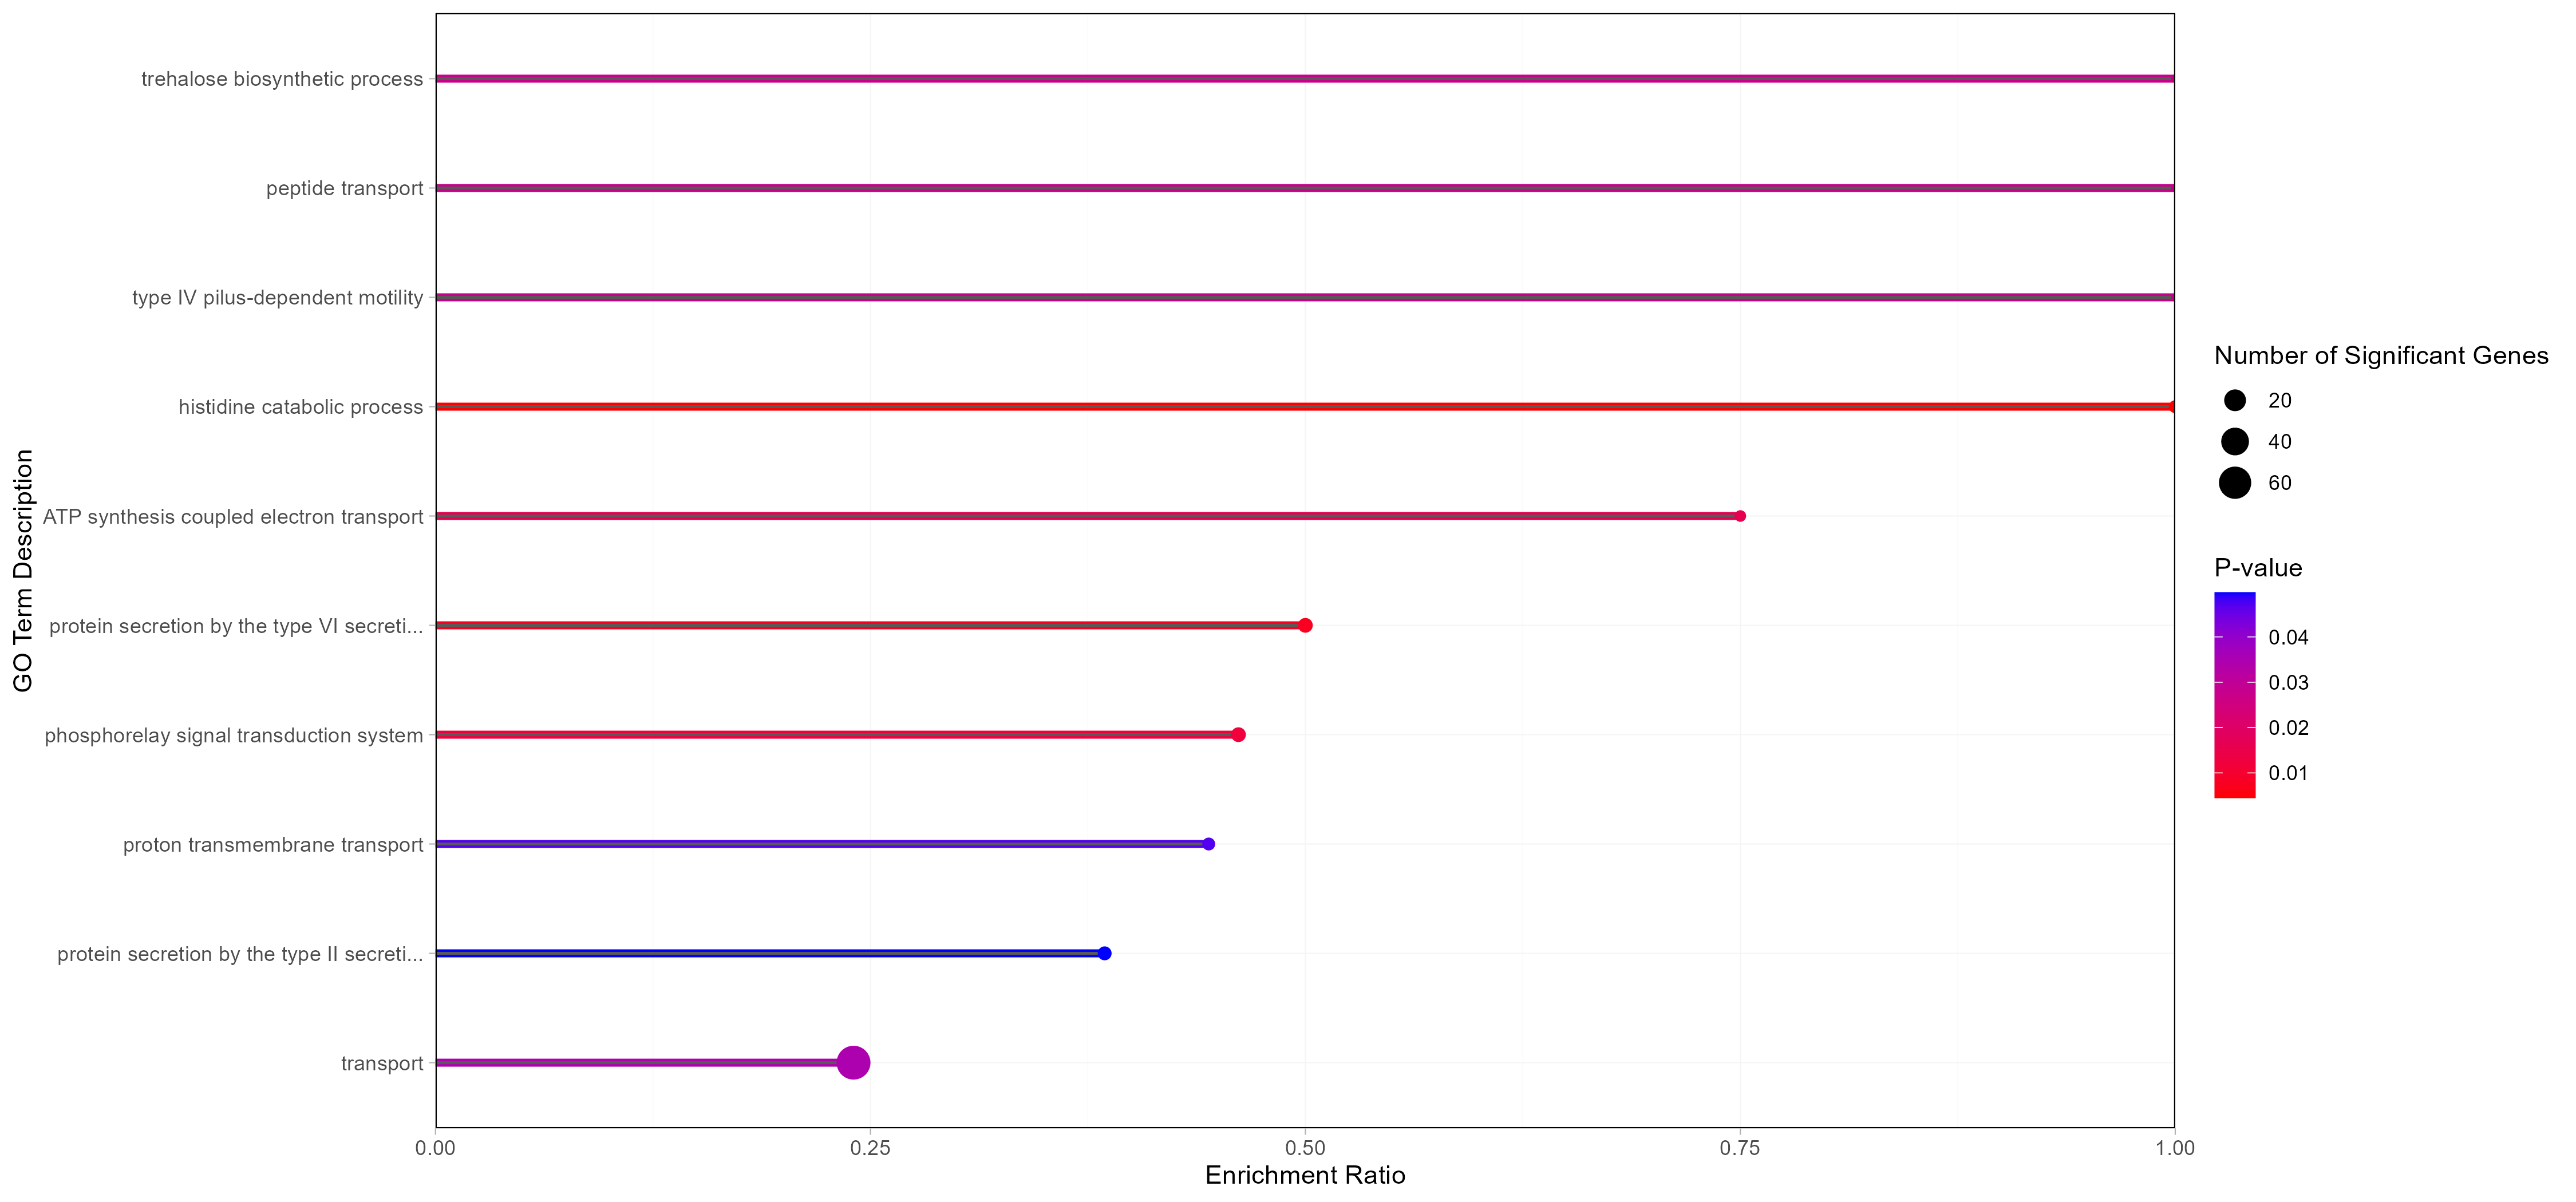 trehalose biosynthetic process
peptide transport
type IV pilus-dependent motility
histidine catabolic process
ATP synthesis coupled electron transport
protein secretion by the type VI secreti...
phosphorelay signal transduction system
proton transmembrane transport
protein secretion by the type II secreti...
transport
GO Term Description
0.00
0.25
0.50
0.75
1.00
Enrichment Ratio
Number of Significant Genes
20
40
60
P-value
0.04
0.03
0.02
0.01